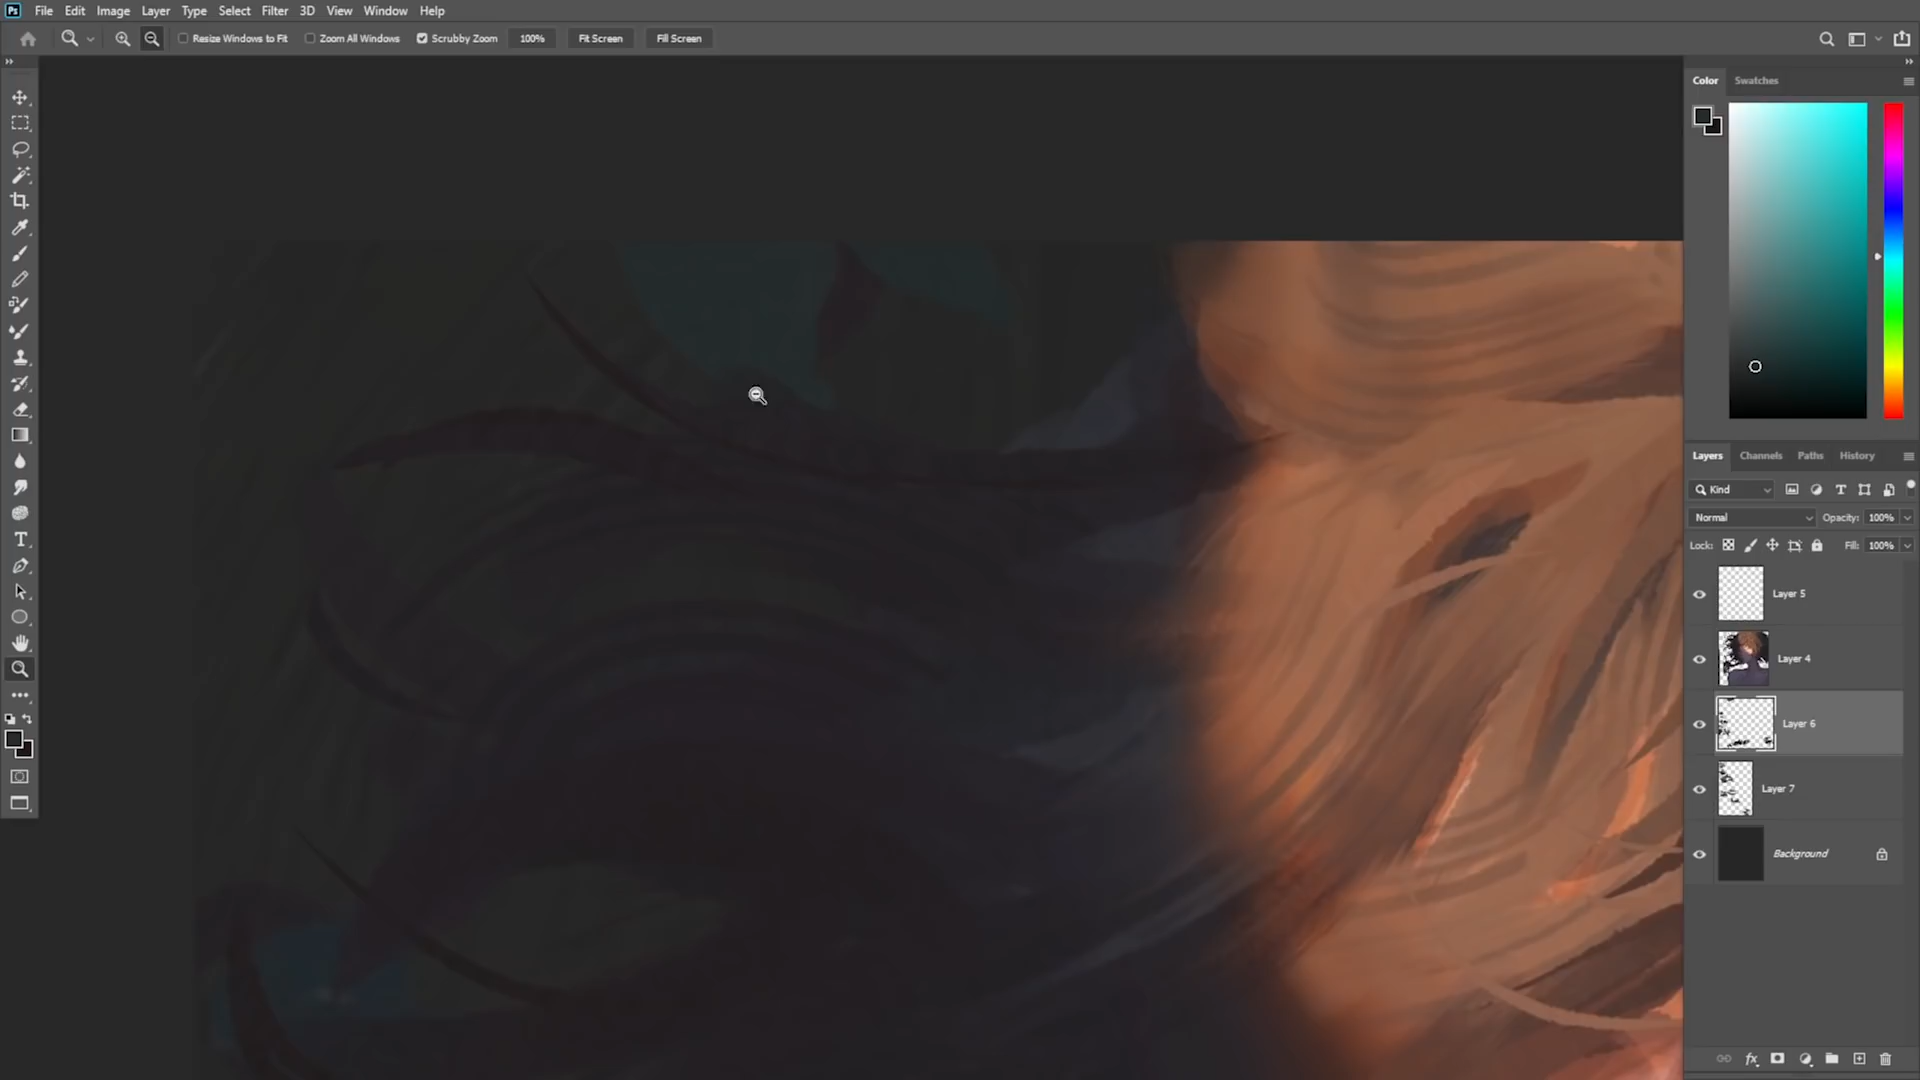 Ps File Edit Image Layer Type Select Filter 3D View Window Help
Resize Windows to Fit Zoom All Windows Scrubby Zoom 100% Fit Screen Fill Screen
Color Swatches
Layers Channels Paths History
Kind
Normal Opacity: 100%
Lock: Fill: 100%
Layer 5
Layer 4
Layer 6
Layer 7
Background